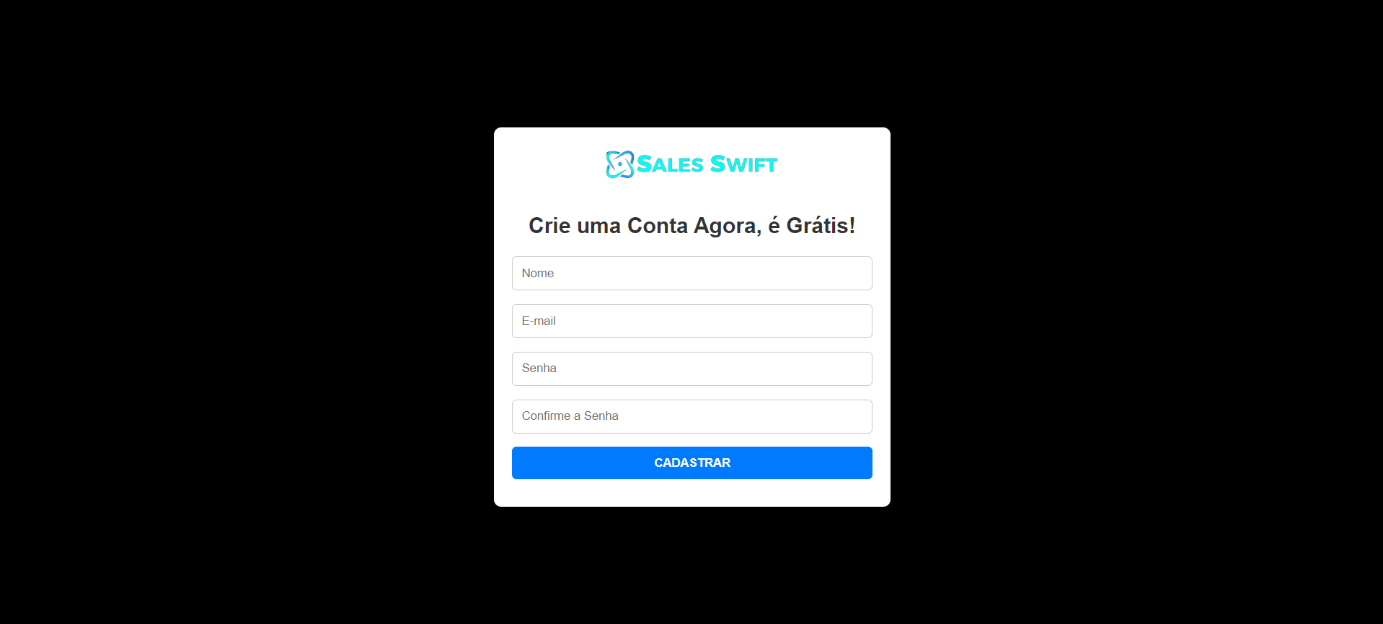 SALES SWIFT
Crie uma Conta Agora, é Grátis!
Nome
E-mail
Senha
Confirme a Senha
CADASTRAR